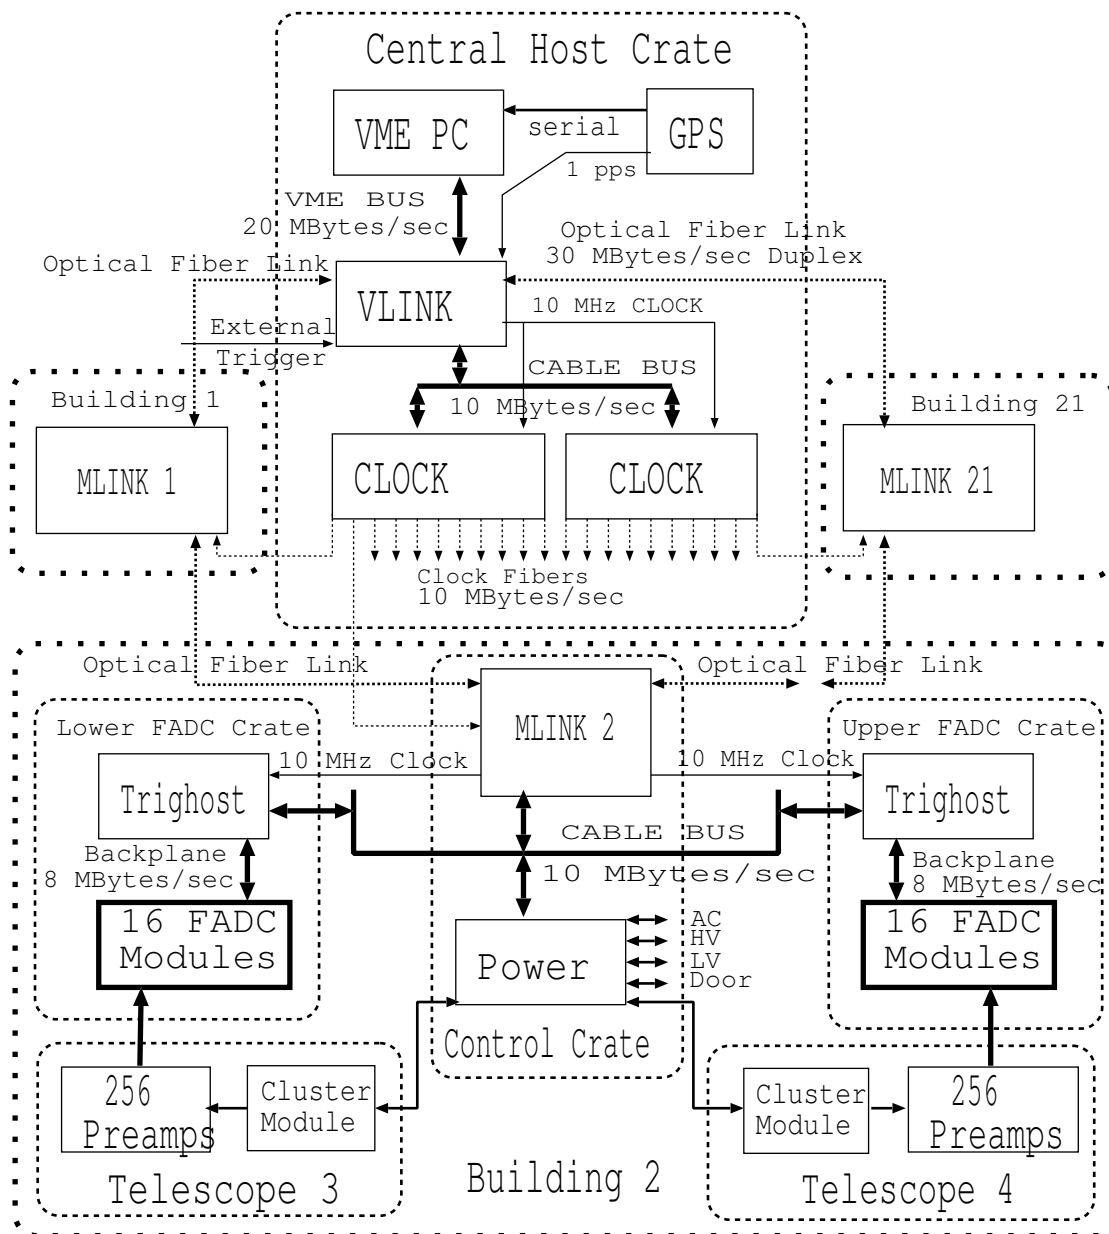 Central Host Crate
VME PC
GPS
serial
1 pps
VME BUS
20 MBytes/sec
Optical Fiber Link
30 MBytes/sec Duplex
Optical Fiber Link
VLINK
10 MHz CLOCK
External
Trigger
CABLE BUS
10 MBytes/sec
Building 1
Building 21
MLINK 1
CLOCK
CLOCK
MLINK 21
Clock Fibers
10 MBytes/sec
Optical Fiber Link
Optical Fiber Link
Lower FADC Crate
MLINK 2
Upper FADC Crate
10 MHz Clock
10 MHz Clock
Trighost
Trighost
CABLE BUS
10 MBytes/sec
Backplane
8 MBytes/sec
Backplane
8 MBytes/sec
16 FADC
Modules
AC
HV
LV
Door
Power
16 FADC
Modules
Control Crate
256
Preamps
Cluster
Module
Cluster
Module
256
Preamps
Telescope 3
Building 2
Telescope 4